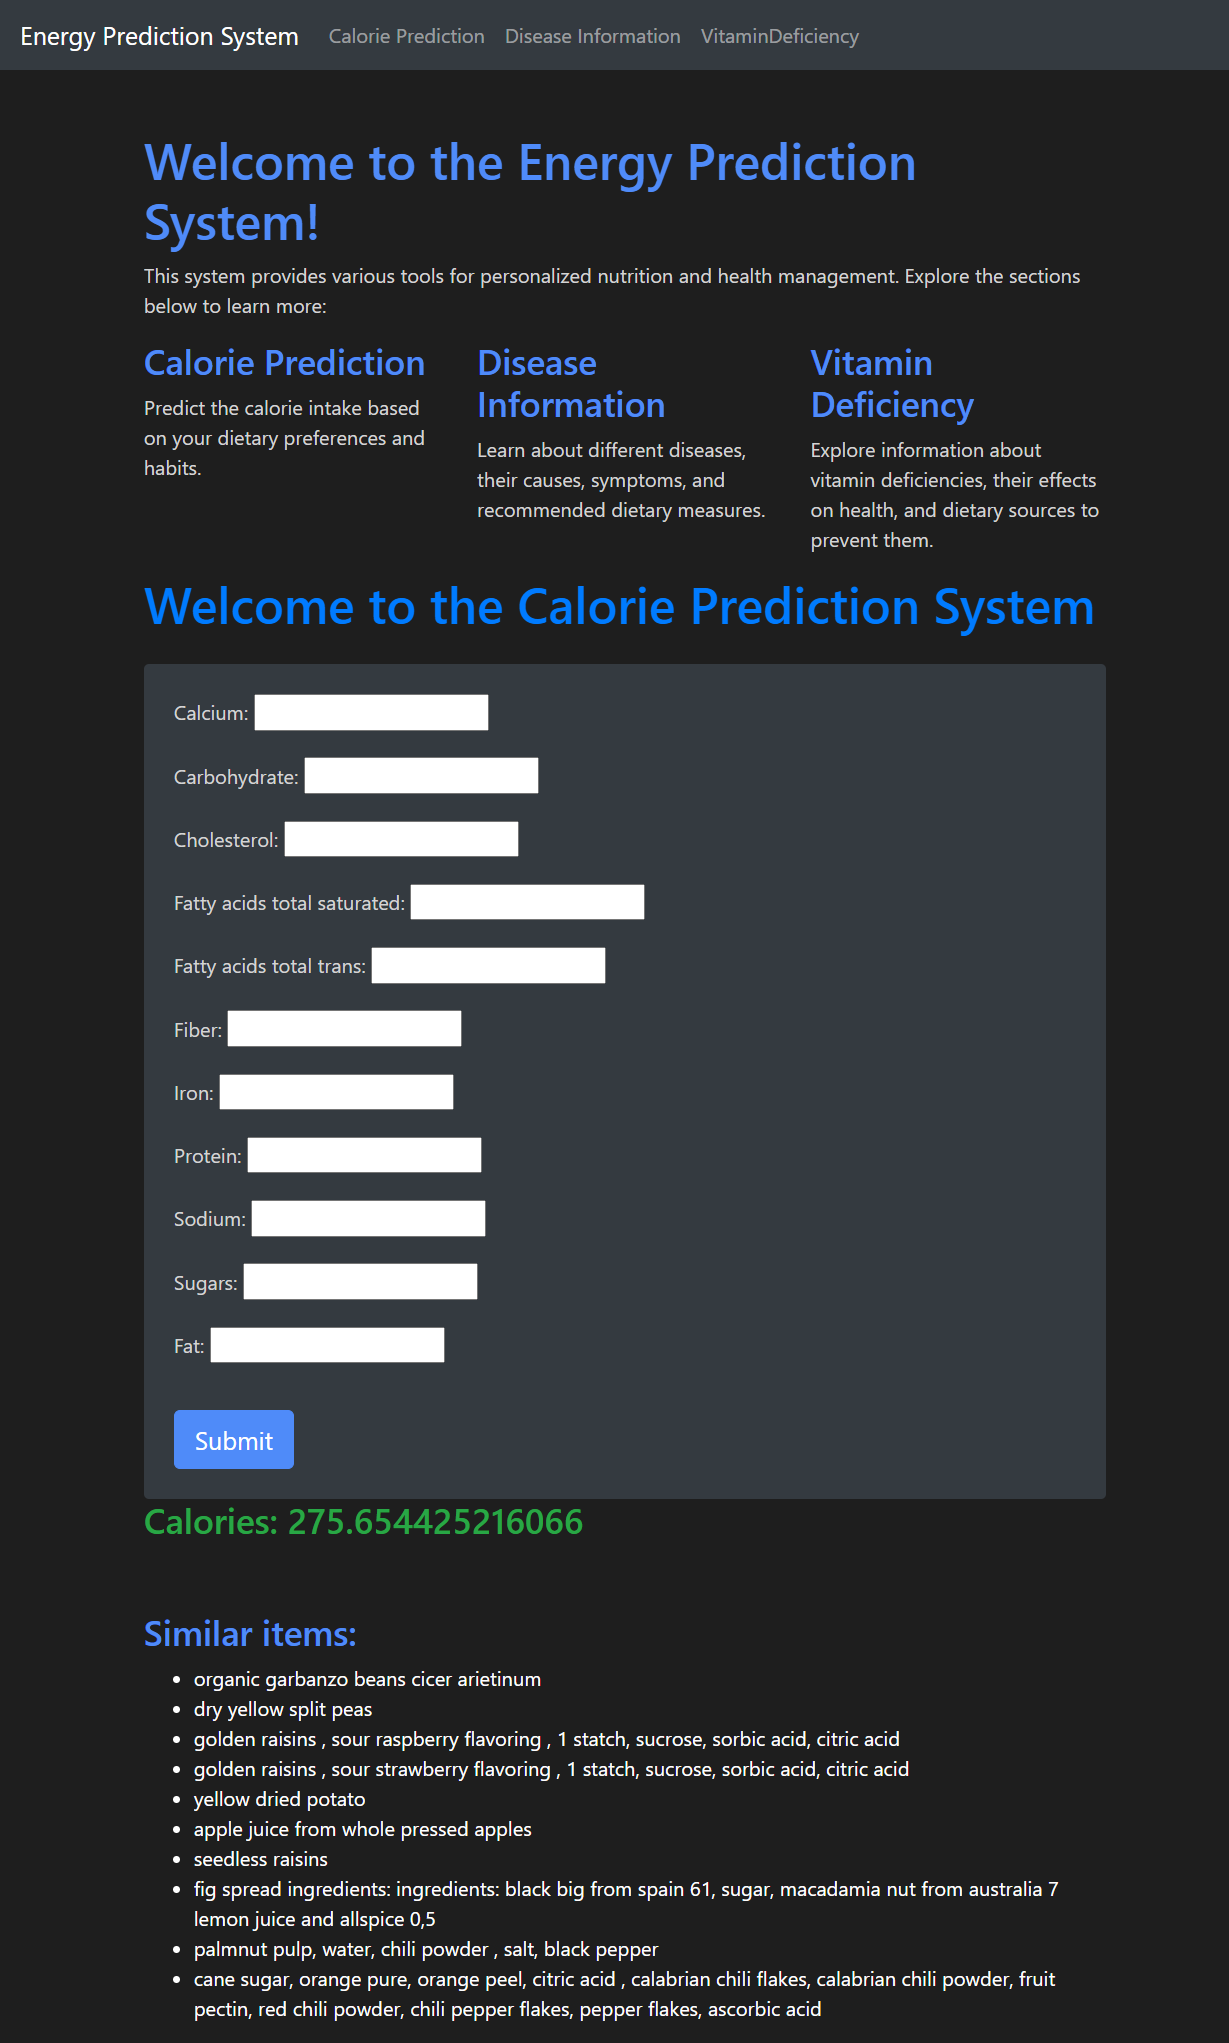 Energy Prediction System Calorie Prediction Disease Information VitaminDeficiency
Welcome to the Energy Prediction
System!
This system provides various tools for personalized nutrition and health management. Explore the sections
below to learn more:
Calorie Prediction
Predict the calorie intake based
on your dietary preferences and
habits.
Disease
Information
Learn about different diseases,
their causes, symptoms, and
recommended dietary measures.
Vitamin
Deficiency
Explore information about
vitamin deficiencies, their effects
on health, and dietary sources to
prevent them.
Welcome to the Calorie Prediction System
Calcium:
Carbohydrate:
Cholesterol:
Fatty acids total saturated:
Fatty acids total trans:
Fiber:
Iron:
Protein:
Sodium:
Sugars:
Fat:
Submit
Calories: 275.654425216066
Similar items:
• organic garbanzo beans cicer arietinum
• dry yellow split peas
• golden raisins , sour raspberry flavoring , 1 statch, sucrose, sorbic acid, citric acid
• golden raisins , sour strawberry flavoring , 1 statch, sucrose, sorbic acid, citric acid
• yellow dried potato
• apple juice from whole pressed apples
• seedless raisins
• fig spread ingredients: ingredients: black big from spain 61, sugar, macadamia nut from australia 7
lemon juice and allspice 0,5
• palmnut pulp, water, chili powder , salt, black pepper
• cane sugar, orange pure, orange peel, citric acid , calabrian chili flakes, calabrian chili powder, fruit
pectin, red chili powder, chili pepper flakes, pepper flakes, ascorbic acid